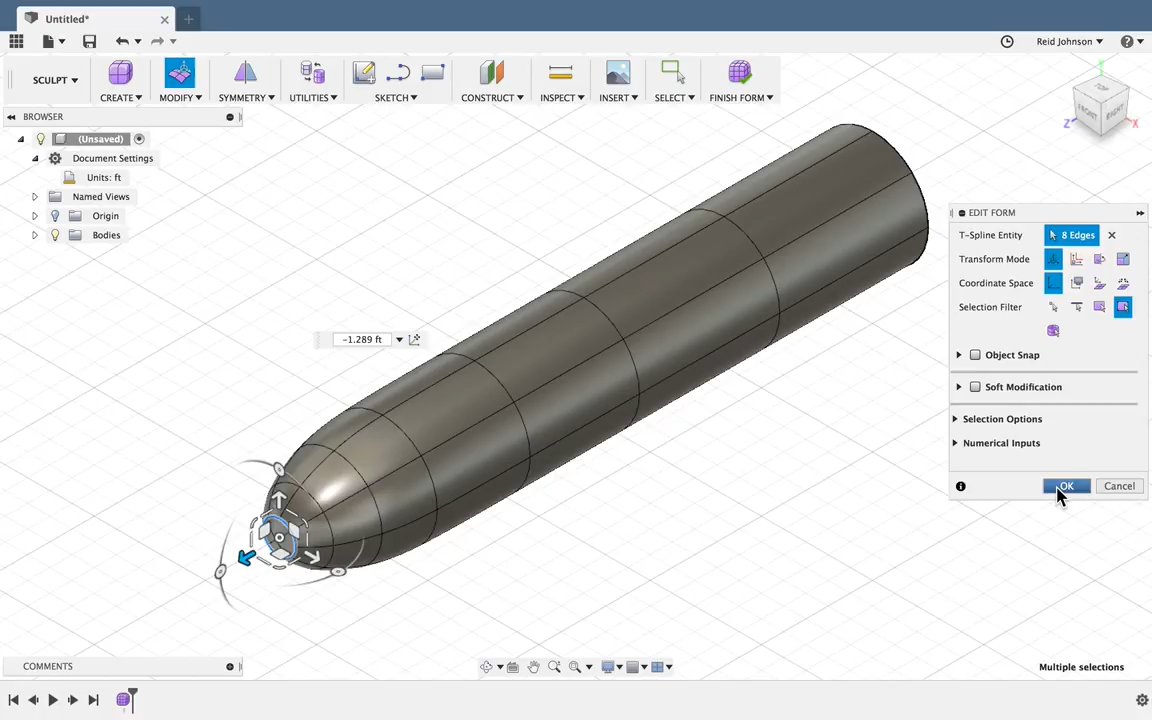 Untitled*
Reid Johnson
SCULPT
CREATE
MODIFY
SYMMETRY
UTILITIES
SKETCH
CONSTRUCT
INSPECT
INSERT
SELECT
FINISH FORM
BROWSER
(Unsaved)
Document Settings
Units: ft
Named Views
Origin
Bodies
FRONT
RIGHT
Z
X
Y
EDIT FORM
T-Spline Entity
8 Edges
Transform Mode
Coordinate Space
Selection Filter
Object Snap
Soft Modification
Selection Options
Numerical Inputs
OK
Cancel
-1.289 ft
COMMENTS
Multiple selections